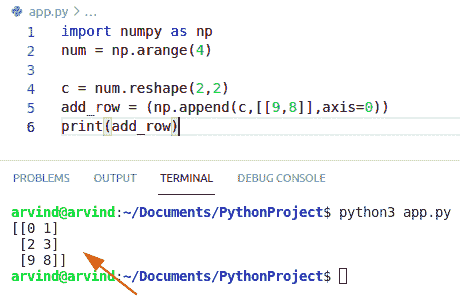 app.py > ...
1 import numpy as np
2 num = np.arange(4)
3
4 c = num.reshape(2,2)
5 add_row = (np.append(c,[[9,8]],axis=0))
6 print(add_row)
PROBLEMS OUTPUT TERMINAL DEBUG CONSOLE
arvind@arvind:~/Documents/PythonProject$ python3 app.py
[[0 1]
 [2 3]
 [9 8]]
arvind@arvind:~/Documents/PythonProject$